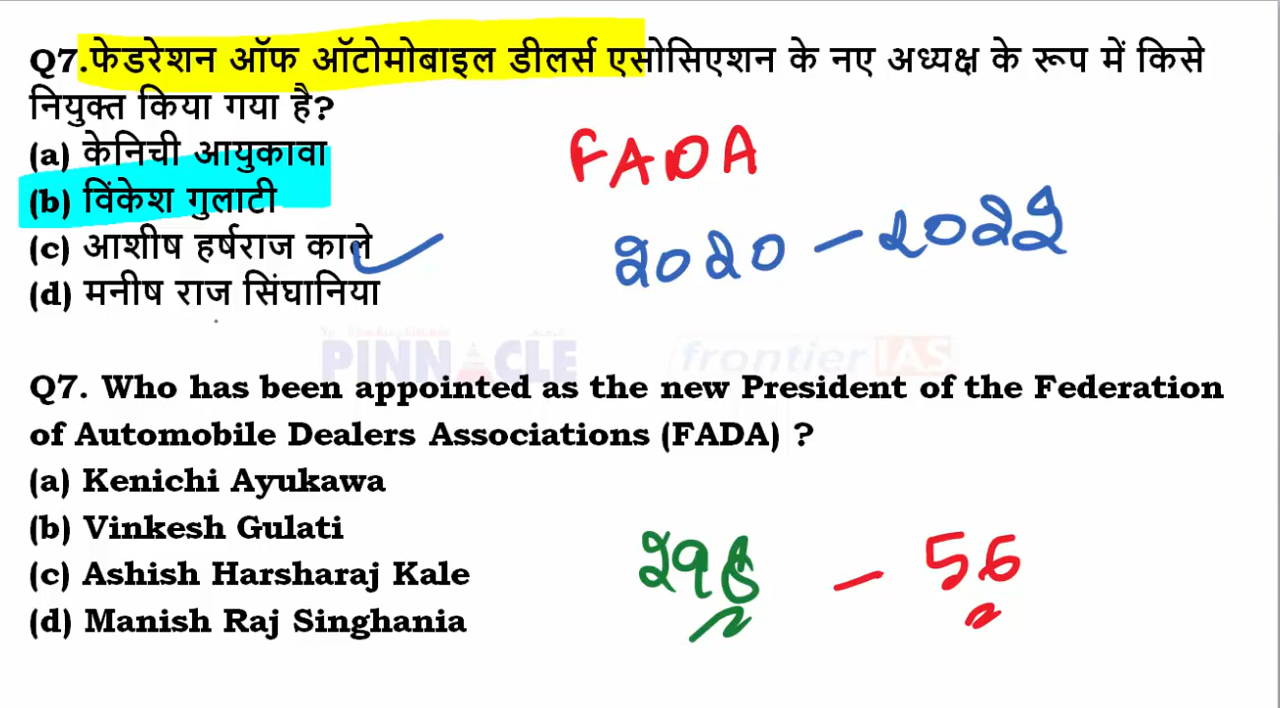 Q7.फेडरेशन ऑफ ऑटोमोबाइल डीलर्स एसोसिएशन के नए अध्यक्ष के रूप में किसे
नियुक्त किया गया है?
(a) केनिची आयुकावा
(b) विंकेश गुलाटी
(c) आशीष हर्षराज काले
(d) मनीष राज सिंघानिया
FADA
2020 - 2022
PINNACLE frontier IAS
Q7. Who has been appointed as the new President of the Federation
of Automobile Dealers Associations (FADA) ?
(a) Kenichi Ayukawa
(b) Vinkesh Gulati
(c) Ashish Harsharaj Kale
(d) Manish Raj Singhania
- 56